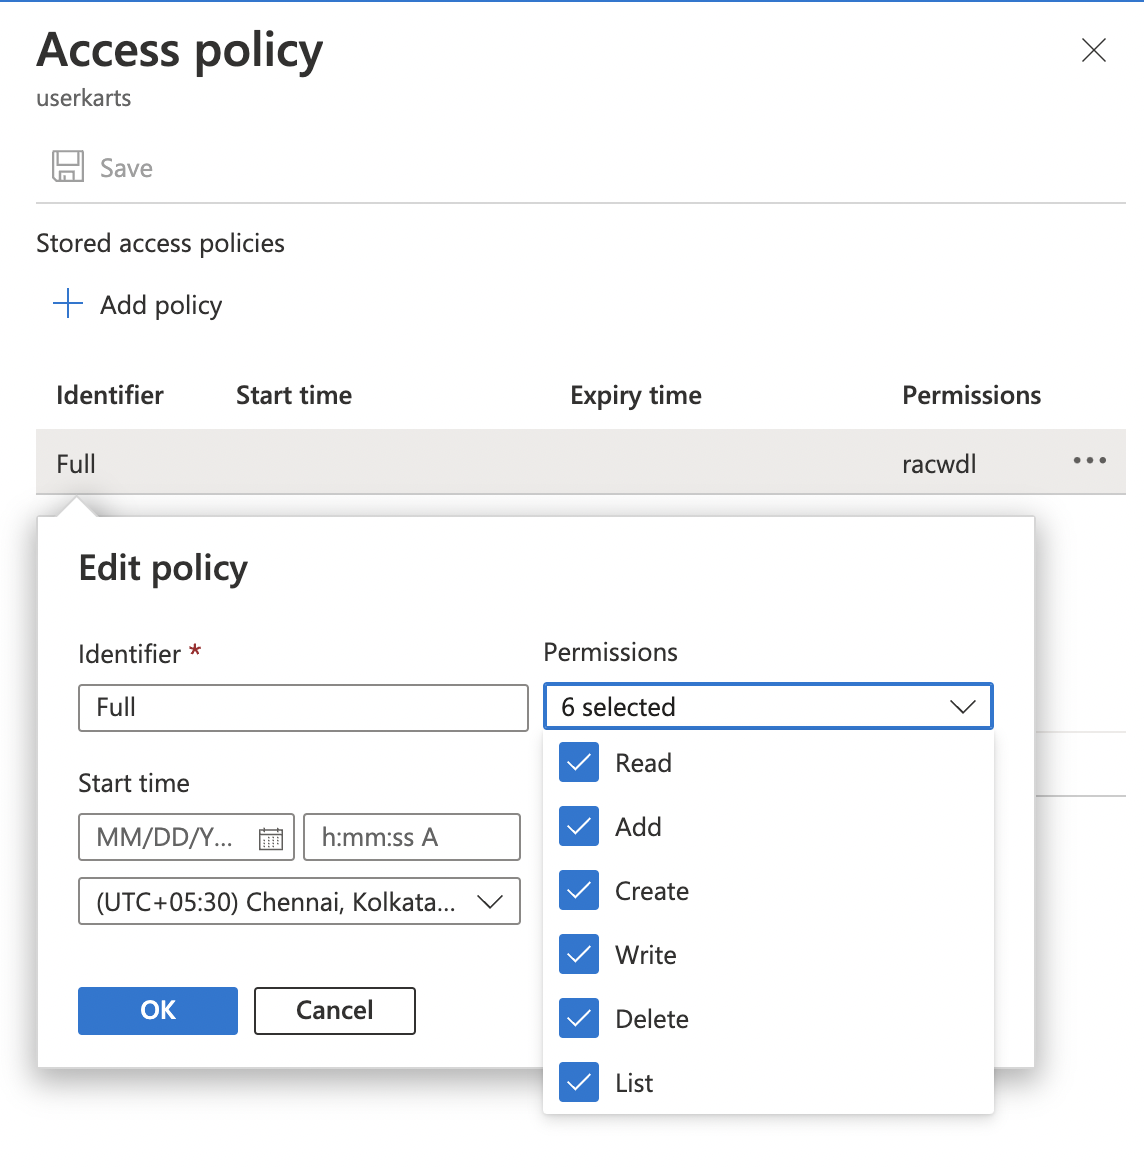 Access policy
userkarts
Save
Stored access policies
Add policy
Identifier Start time Expiry time Permissions
Full racwdl
Edit policy
Identifier * Permissions
Full 6 selected
Read
Start time
Add
MM/DD/Y... h:mm:ss A
Create
(UTC+05:30) Chennai, Kolkata...
Write
OK Cancel
Delete
List